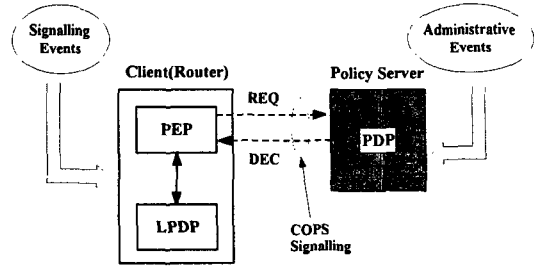 Signalling
Events
Administrative
Events
Client(Router)
Policy Server
REQ
PEP
PDP
DEC
LPDP
COPS
Signalling